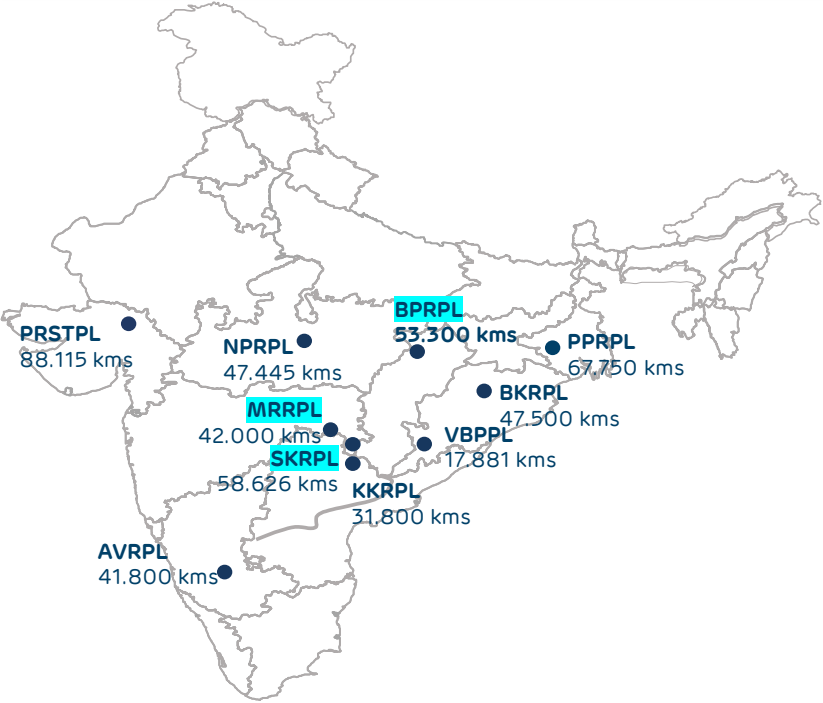 BPRPL
53.300 kms
PRSTPL
88.115 kms
NPRPL
47.445 kms
PPRPL
67.750 kms
BKRPL
47.500 kms
MRRPL
42.000 kms
VBPPL
17.881 kms
SKRPL
58.626 kms
KKRPL
31.800 kms
AVRPL
41.800 kms